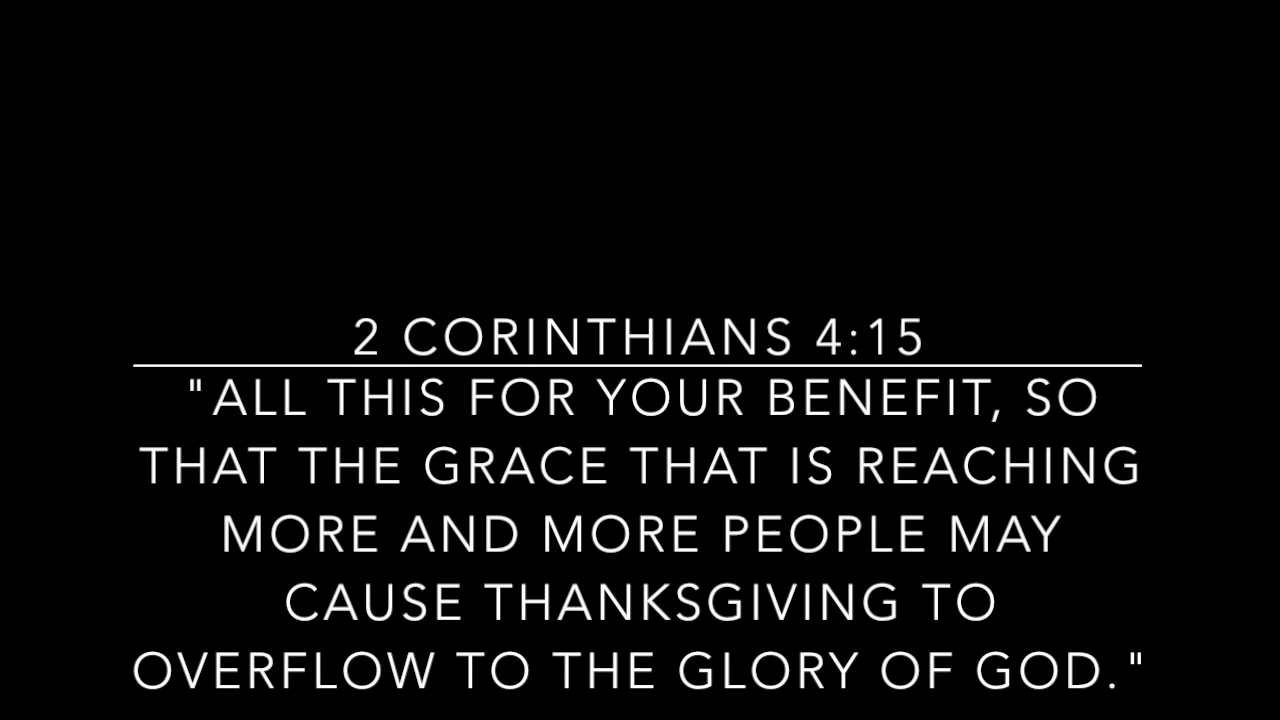 2 CORINTHIANS 4:15
"ALL THIS FOR YOUR BENEFIT, SO
THAT THE GRACE THAT IS REACHING
MORE AND MORE PEOPLE MAY
CAUSE THANKSGIVING TO
OVERFLOW TO THE GLORY OF GOD."